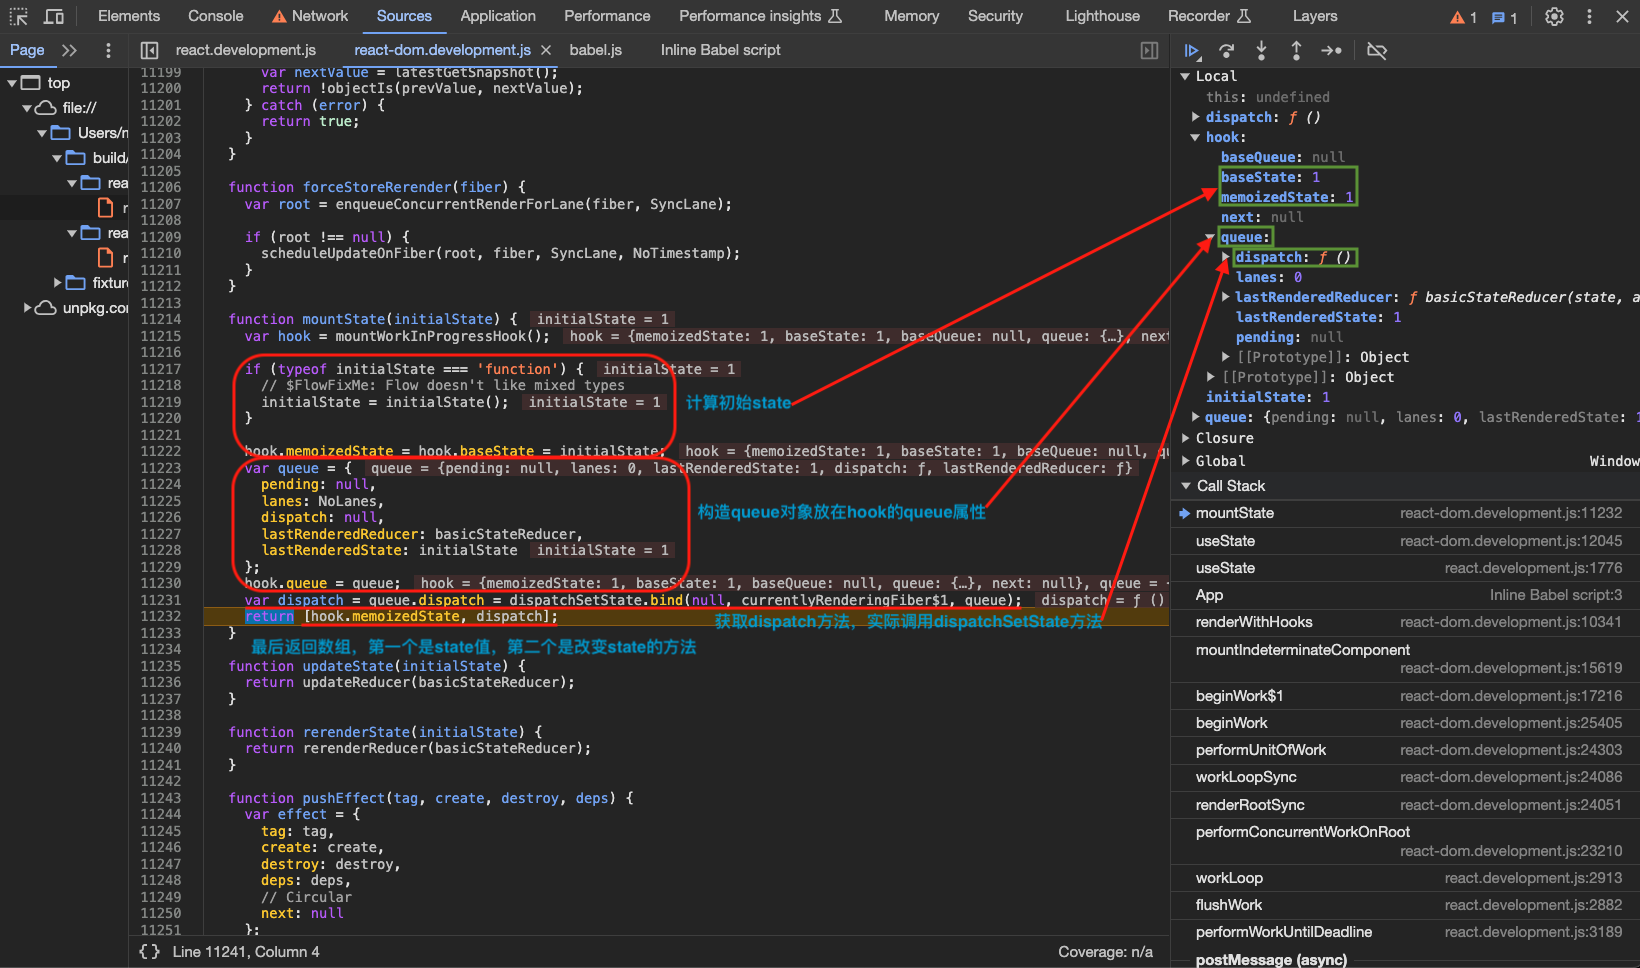 Elements Console Network Sources Application Performance Performance insights Memory Security Lighthouse Recorder Layers 1 1
Page react.development.js react-dom.development.js babel.js Inline Babel script
top
file://
Users/n
build/
rea
r
rea
r
fixture
unpkg.co
11199 var nextValue = latestGetSnapshot();
11200 return !objectIs(prevValue, nextValue);
11201 } catch (error) {
11202 return true;
11203 }
11204 }
11205
11206 function forceStoreRerender(fiber) {
11207 var root = enqueueConcurrentRenderForLane(fiber, SyncLane);
11208
11209 if (root !== null) {
11210 scheduleUpdateOnFiber(root, fiber, SyncLane, NoTimestamp);
11211 }
11212 }
11213
11214 function mountState(initialState) { initialState = 1
11215 var hook = mountWorkInProgressHook(); hook = {memoizedState: 1, baseState: 1, baseQueue: null, queue: {…}, next
11216
11217 if (typeof initialState === 'function') { initialState = 1
11218 // $FlowFixMe: Flow doesn't like mixed types
11219 initialState = initialState(); initialState = 1
计算初始state
11220 }
11221
11222 hook.memoizedState = hook.baseState = initialState; hook = {memoizedState: 1, baseState: 1, baseQueue: null, qu
11223 var queue = { queue = {pending: null, lanes: 0, lastRenderedState: 1, dispatch: ƒ, lastRenderedReducer: ƒ}
11224 pending: null,
11225 lanes: NoLanes,
11226 dispatch: null,
构造queue对象放在hook的queue属性
11227 lastRenderedReducer: basicStateReducer,
11228 lastRenderedState: initialState initialState = 1
11229 };
11230 hook.queue = queue; hook = {memoizedState: 1, baseState: 1, baseQueue: null, queue: {…}, next: null}, queue =
11231 var dispatch = queue.dispatch = dispatchSetState.bind(null, currentlyRenderingFiber$1, queue); dispatch = ƒ ()
11232 return [hook.memoizedState, dispatch];
获取dispatch方法，实际调用dispatchSetState方法
11233 }
11234
最后返回数组，第一个是state值，第二个是改变state的方法
11235 function updateState(initialState) {
11236 return updateReducer(basicStateReducer);
11237 }
11238
11239 function rerenderState(initialState) {
11240 return rerenderReducer(basicStateReducer);
11241 }
11242
11243 function pushEffect(tag, create, destroy, deps) {
11244 var effect = {
11245 tag: tag,
11246 create: create,
11247 destroy: destroy,
11248 deps: deps,
11249 // Circular
11250 next: null
11251 };
{ } Line 11241, Column 4 Coverage: n/a
Local
this: undefined
dispatch: ƒ ()
hook:
baseQueue: null
baseState: 1
memoizedState: 1
next: null
queue:
dispatch: ƒ ()
lanes: 0
lastRenderedReducer: ƒ basicStateReducer(state, a
lastRenderedState: 1
pending: null
[[Prototype]]: Object
[[Prototype]]: Object
initialState: 1
queue: {pending: null, lanes: 0, lastRenderedState: 1
Closure
Global Window
Call Stack
mountState react-dom.development.js:11232
useState react-dom.development.js:12045
useState react.development.js:1776
App Inline Babel script:3
renderWithHooks react-dom.development.js:10341
mountIndeterminateComponent
react-dom.development.js:15619
beginWork$1 react-dom.development.js:17216
beginWork react-dom.development.js:25405
performUnitOfWork react-dom.development.js:24303
workLoopSync react-dom.development.js:24086
renderRootSync react-dom.development.js:24051
performConcurrentWorkOnRoot
react-dom.development.js:23210
workLoop react.development.js:2913
flushWork react.development.js:2882
performWorkUntilDeadline react.development.js:3189
postMessage (async)